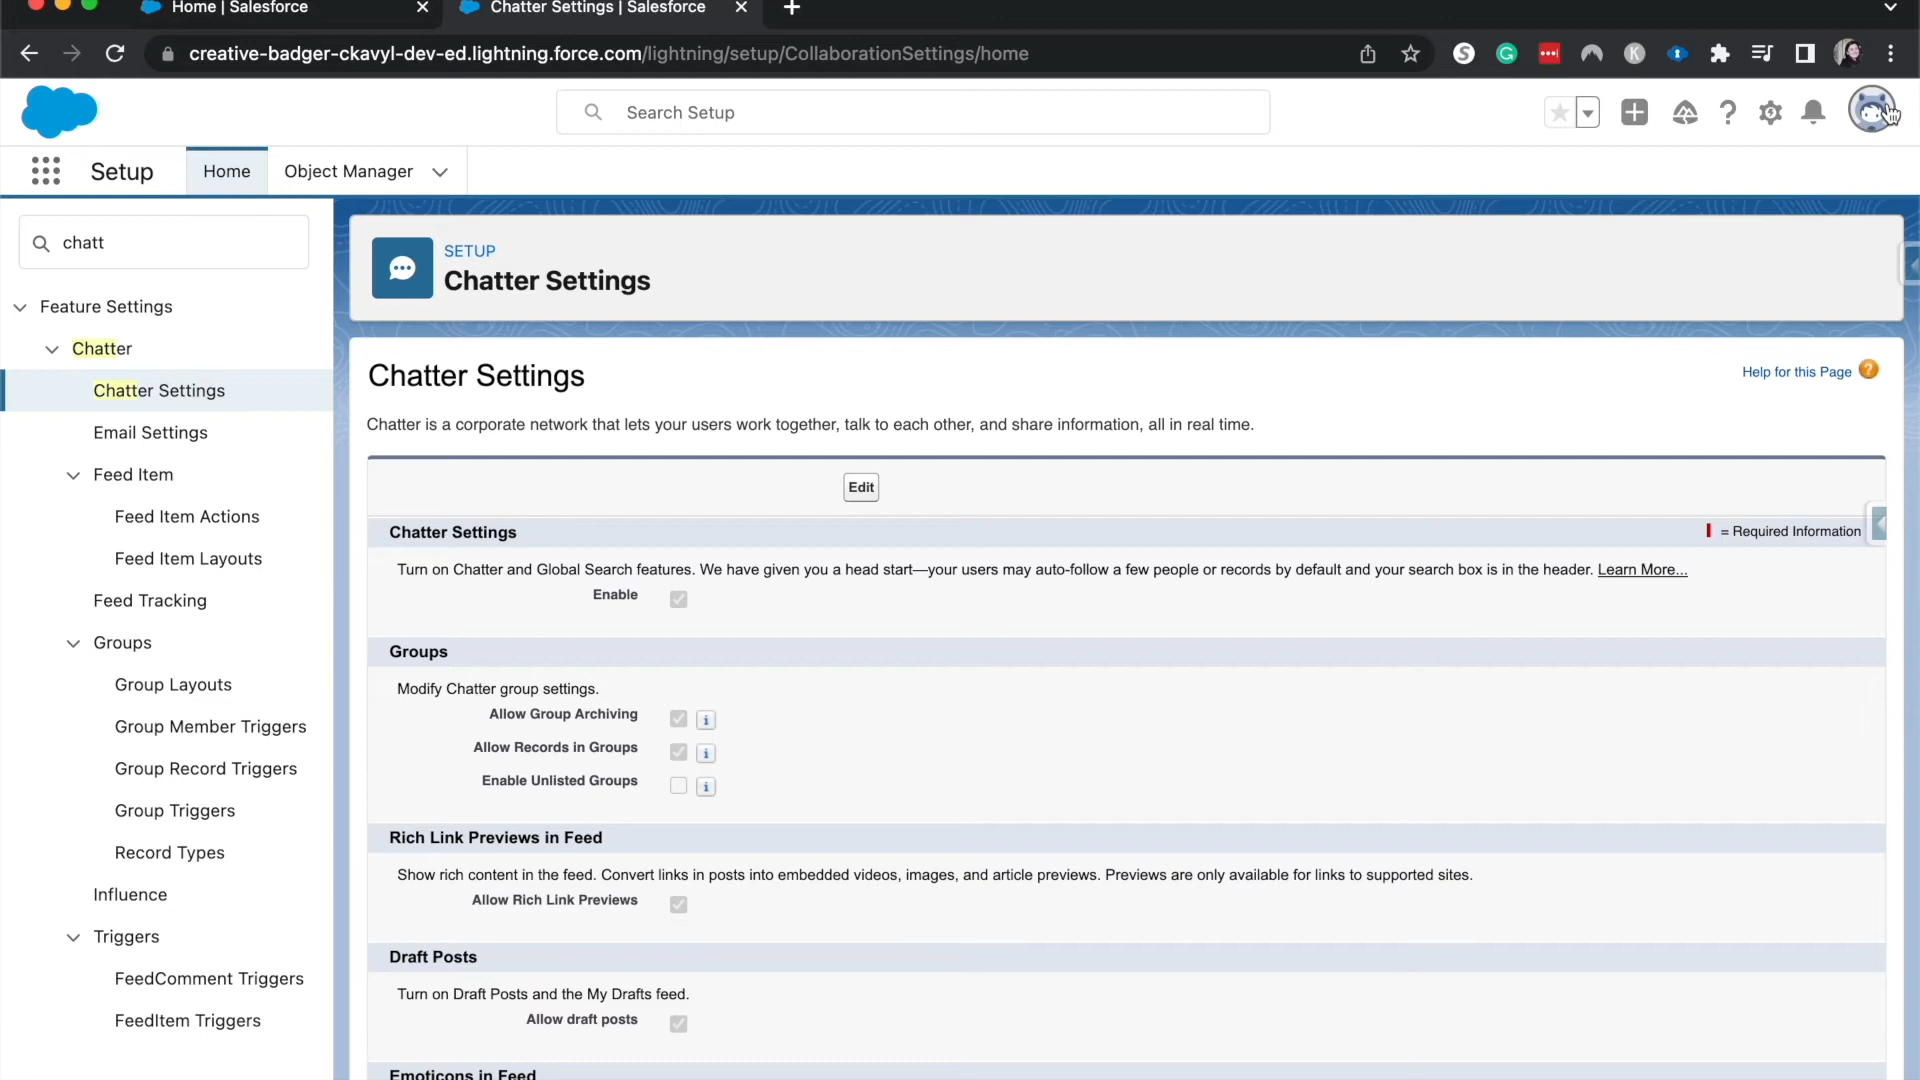 Home | Salesforce
Chatter Settings | Salesforce
creative-badger-ckavyl-dev-ed.lightning.force.com/lightning/setup/CollaborationSettings/home
Search Setup
Setup
Home
Object Manager
chatt
Feature Settings
Chatter
Chatter Settings
Email Settings
Feed Item
Feed Item Actions
Feed Item Layouts
Feed Tracking
Groups
Group Layouts
Group Member Triggers
Group Record Triggers
Group Triggers
Record Types
Influence
Triggers
FeedComment Triggers
FeedItem Triggers
SETUP
Chatter Settings
Chatter Settings
Help for this Page
Chatter is a corporate network that lets your users work together, talk to each other, and share information, all in real time.
Edit
Chatter Settings
= Required Information
Turn on Chatter and Global Search features. We have given you a head start—your users may auto-follow a few people or records by default and your search box is in the header. Learn More...
Enable
Groups
Modify Chatter group settings.
Allow Group Archiving
Allow Records in Groups
Enable Unlisted Groups
Rich Link Previews in Feed
Show rich content in the feed. Convert links in posts into embedded videos, images, and article previews. Previews are only available for links to supported sites.
Allow Rich Link Previews
Draft Posts
Turn on Draft Posts and the My Drafts feed.
Allow draft posts
Emoticons in Feed